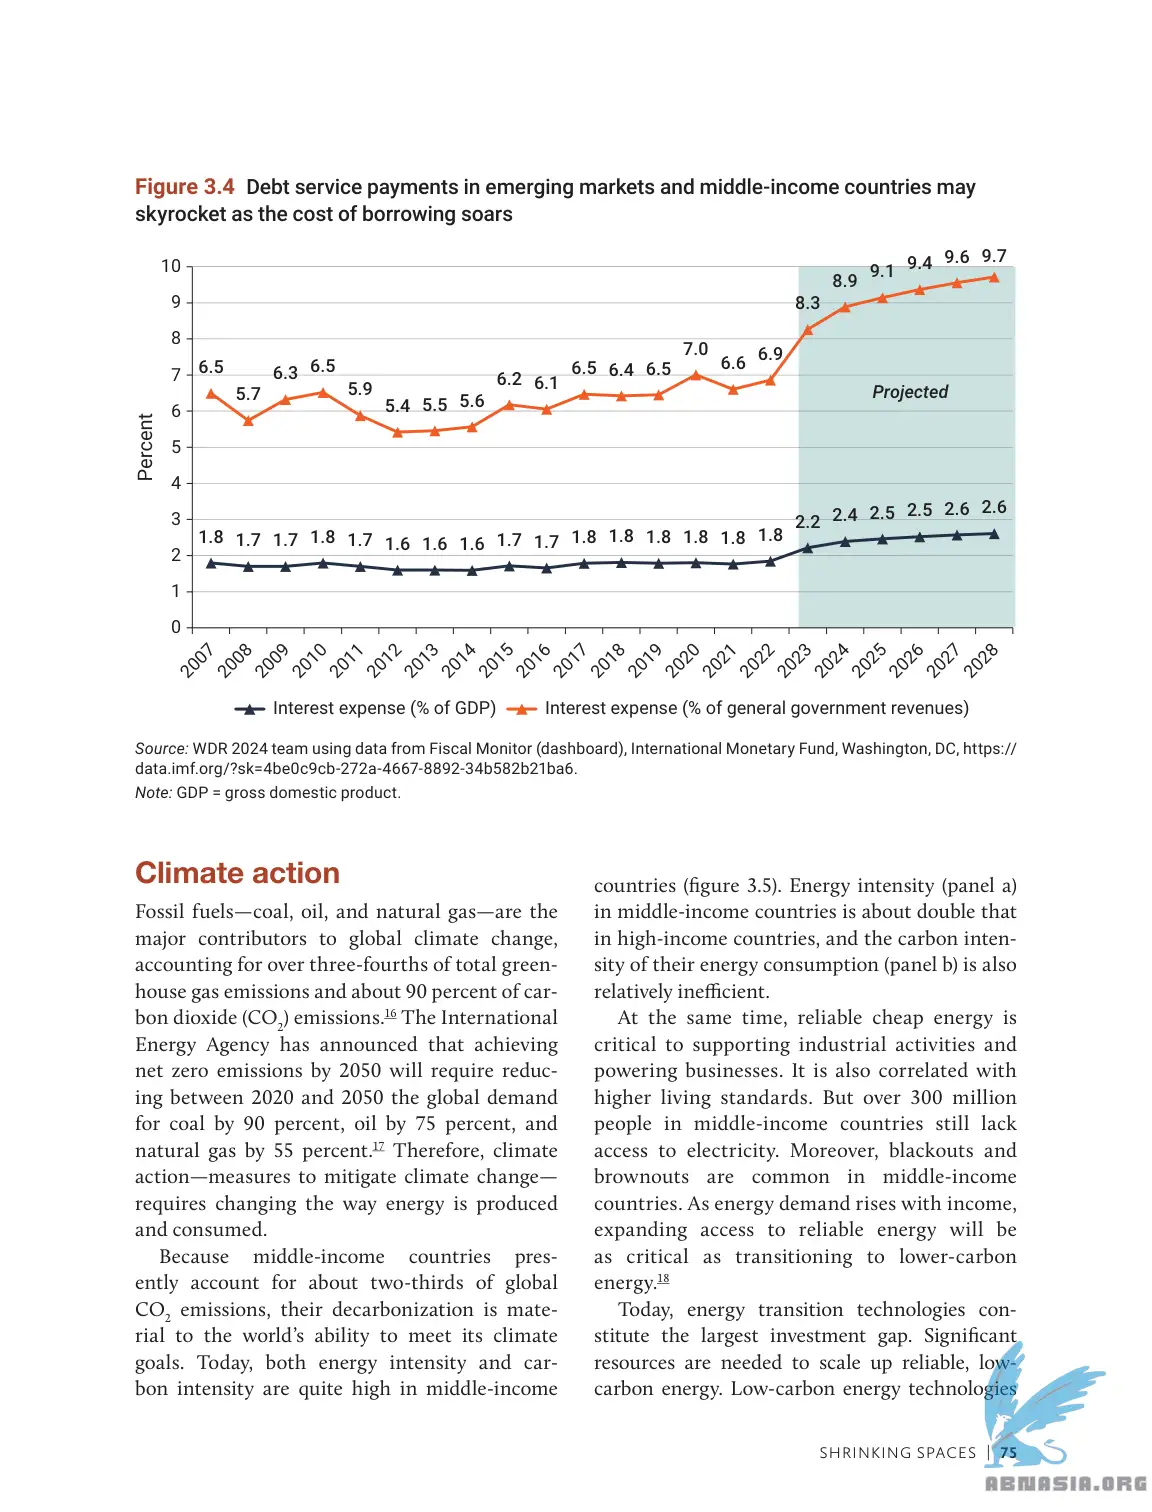 Figure 3.4 Debt service payments in emerging markets and middle-income countries may
skyrocket as the cost of borrowing soars
Percent
10
9
8
7
6
5
4
3
2
1
0
6.5 5.7 6.3 6.5 5.9 5.4 5.5 5.6 6.2 6.1 6.5 6.4 6.5 7.0 6.6 6.9 8.3 8.9 9.1 9.4 9.6 9.7
Projected
1.8 1.7 1.7 1.8 1.7 1.6 1.6 1.6 1.7 1.7 1.8 1.8 1.8 1.8 1.8 1.8 2.2 2.4 2.5 2.5 2.6 2.6
2007 2008 2009 2010 2011 2012 2013 2014 2015 2016 2017 2018 2019 2020 2021 2022 2023 2024 2025 2026 2027 2028
Interest expense (% of GDP) Interest expense (% of general government revenues)
Source: WDR 2024 team using data from Fiscal Monitor (dashboard), International Monetary Fund, Washington, DC, https://
data.imf.org/?sk=4be0c9cb-272a-4667-8892-34b582b21ba6.
Note: GDP = gross domestic product.
Climate action
Fossil fuels—coal, oil, and natural gas—are the
major contributors to global climate change,
accounting for over three-fourths of total green-
house gas emissions and about 90 percent of car-
bon dioxide (CO₂) emissions.16 The International
Energy Agency has announced that achieving
net zero emissions by 2050 will require reduc-
ing between 2020 and 2050 the global demand
for coal by 90 percent, oil by 75 percent, and
natural gas by 55 percent.17 Therefore, climate
action—measures to mitigate climate change—
requires changing the way energy is produced
and consumed.
Because middle-income countries pres-
ently account for about two-thirds of global
CO₂ emissions, their decarbonization is mate-
rial to the world’s ability to meet its climate
goals. Today, both energy intensity and car-
bon intensity are quite high in middle-income
countries (figure 3.5). Energy intensity (panel a)
in middle-income countries is about double that
in high-income countries, and the carbon inten-
sity of their energy consumption (panel b) is also
relatively inefficient.
At the same time, reliable cheap energy is
critical to supporting industrial activities and
powering businesses. It is also correlated with
higher living standards. But over 300 million
people in middle-income countries still lack
access to electricity. Moreover, blackouts and
brownouts are common in middle-income
countries. As energy demand rises with income,
expanding access to reliable energy will be
as critical as transitioning to lower-carbon
energy.18
Today, energy transition technologies con-
stitute the largest investment gap. Significant
resources are needed to scale up reliable, low-
carbon energy. Low-carbon energy technologies
SHRINKING SPACES | 75
ABNASIA.ORG